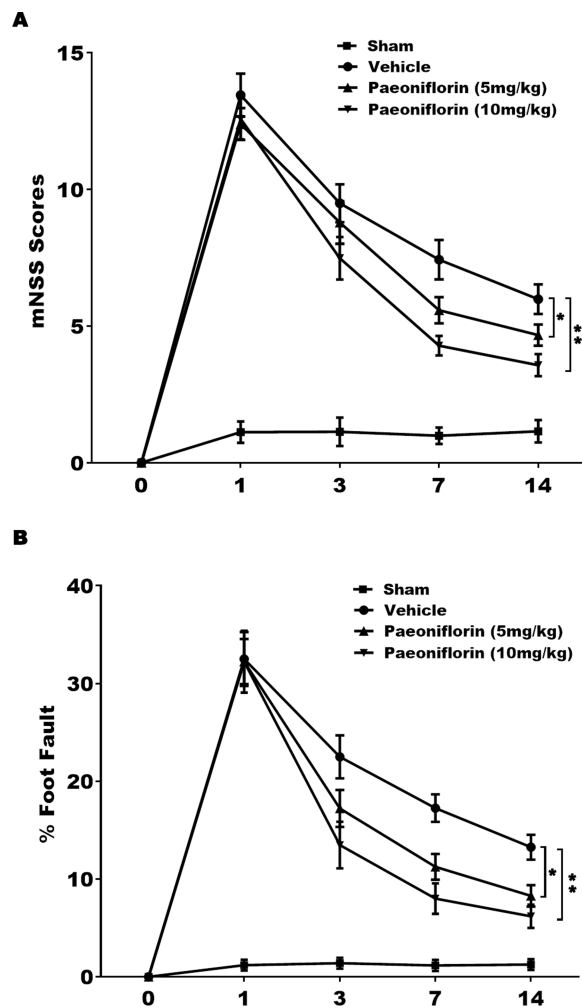 A
Sham
Vehicle
Paeoniflorin (5mg/kg)
Paeoniflorin (10mg/kg)
mNSS Scores
15
10
5
0
*
**
0 1 3 7 14
B
Sham
Vehicle
Paeoniflorin (5mg/kg)
Paeoniflorin (10mg/kg)
% Foot Fault
40
30
20
10
0
*
**
0 1 3 7 14